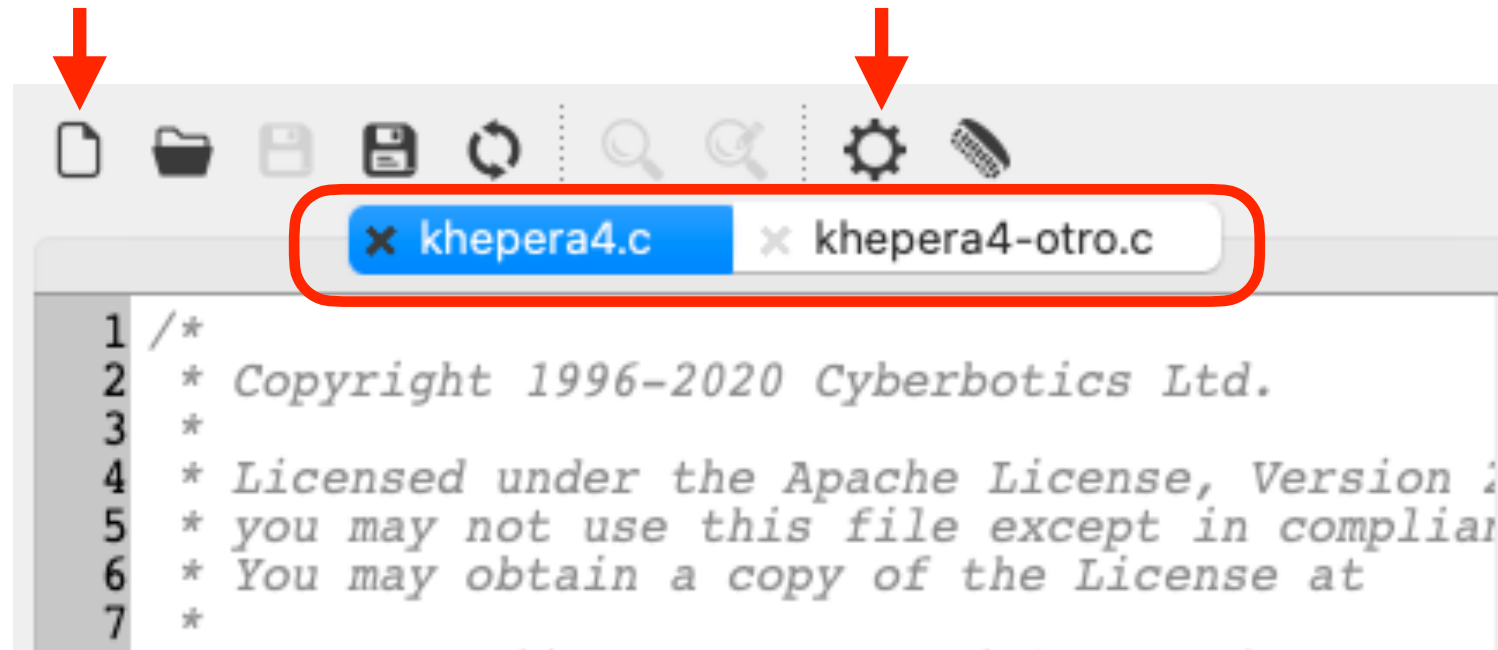 khepera4.c khepera4-otro.c
1 /*
2 * Copyright 1996-2020 Cyberbotics Ltd.
3 *
4 * Licensed under the Apache License, Version
5 * you may not use this file except in
6 * You may obtain a copy of the License at
7 *